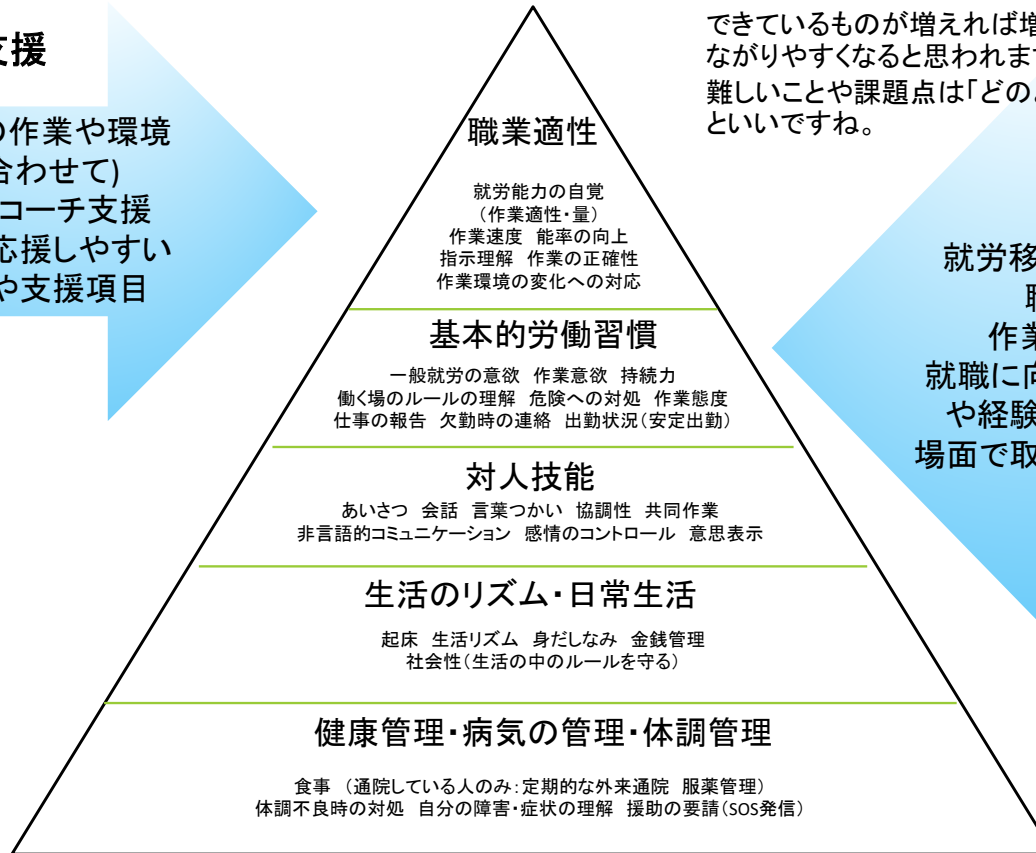 支援
の作業や環境
合わせて)
コーチ支援
応援しやすい
や支援項目
できているものが増えれば増
ながりやすくなると思われます
難しいことや課題点は「どの
といいですね。
職業適性
就労能力の自覚
(作業適性・量)
作業速度 能率の向上
指示理解 作業の正確性
作業環境の変化への対応
基本的労働習慣
一般就労の意欲 作業意欲 持続力
働く場のルールの理解 危険への対処 作業態度
仕事の報告 欠勤時の連絡 出勤状況(安定出勤)
対人技能
あいさつ 会話 言葉つかい 協調性 共同作業
非言語的コミュニケーション 感情のコントロール 意思表示
生活のリズム・日常生活
起床 生活リズム 身だしなみ 金銭管理
社会性(生活の中のルールを守る)
健康管理・病気の管理・体調管理
食事 (通院している人のみ:定期的な外来通院 服薬管理)
体調不良時の対処 自分の障害・症状の理解 援助の要請(SOS発信)
就労移
作業
就職に向
や経験
場面で取